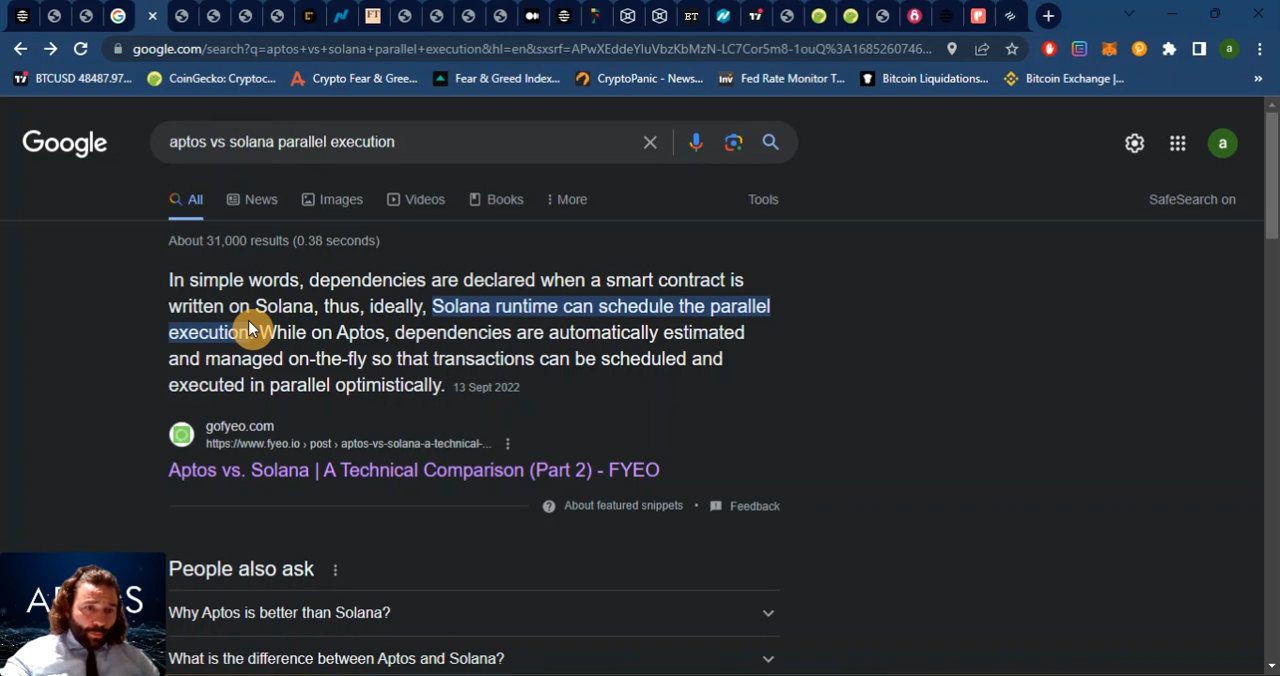 FT
ET
google.com/search?q=aptos+vs+solana+parallel+execution&hl=en&sxsrf=APwXEddeYIuVbzKbMzN-LC7Cor5m8-1ouQ%3A1685260746...
a
BTCUSD 48487.97...
CoinGecko: Cryptoc...
Crypto Fear & Gree...
Fear & Greed Index...
CryptoPanic - News...
Fed Rate Monitor T...
Bitcoin Liquidations...
Bitcoin Exchange |...
»
Google
aptos vs solana parallel execution
a
All
News
Images
Videos
Books
More
Tools
SafeSearch on
About 31,000 results (0.38 seconds)
In simple words, dependencies are declared when a smart contract is
written on Solana, thus, ideally, Solana runtime can schedule the parallel
execution. While on Aptos, dependencies are automatically estimated
and managed on-the-fly so that transactions can be scheduled and
executed in parallel optimistically. 13 Sept 2022
gofyeo.com
https://www.fyeo.io › post › aptos-vs-solana-a-technical-...
Aptos vs. Solana | A Technical Comparison (Part 2) - FYEO
About featured snippets • Feedback
People also ask
Why Aptos is better than Solana?
What is the difference between Aptos and Solana?